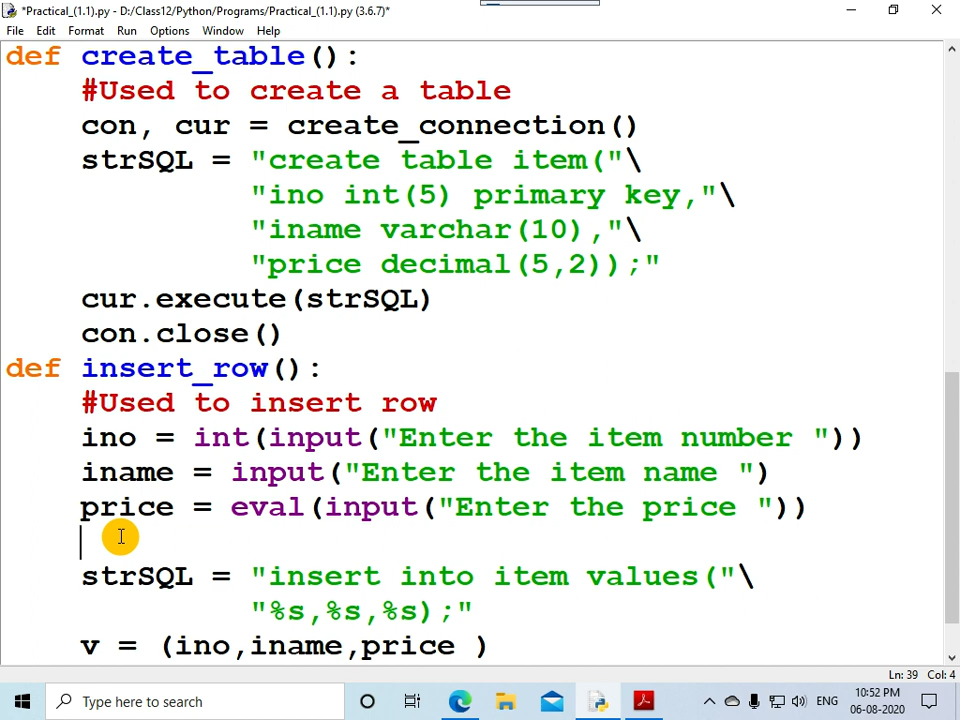 *Practical_(1.1).py - D:/Class12/Python/Programs/Practical_(1.1).py (3.6.7)*
File Edit Format Run Options Window Help
def create_table():
    #Used to create a table
    con, cur = create_connection()
    strSQL = "create table item("\
             "ino int(5) primary key,"\
             "iname varchar(10),"\
             "price decimal(5,2));"
    cur.execute(strSQL)
    con.close()
def insert_row():
    #Used to insert row
    ino = int(input("Enter the item number "))
    iname = input("Enter the item name ")
    price = eval(input("Enter the price "))
    strSQL = "insert into item values("\
             "%s,%s,%s);"
    v = (ino,iname,price )
Ln: 39 Col: 4
Type here to search
ENG
10:52 PM
06-08-2020